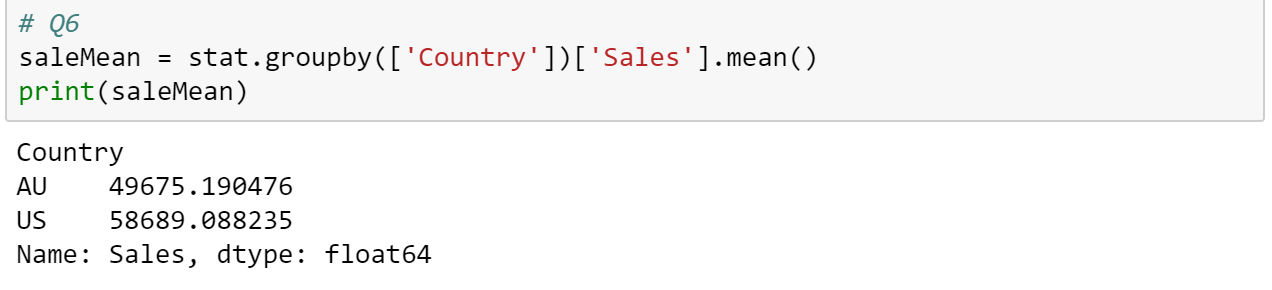 # Q6
saleMean = stat.groupby(['Country'])['Sales'].mean()
print(saleMean)
Country
AU    49675.190476
US    58689.088235
Name: Sales, dtype: float64